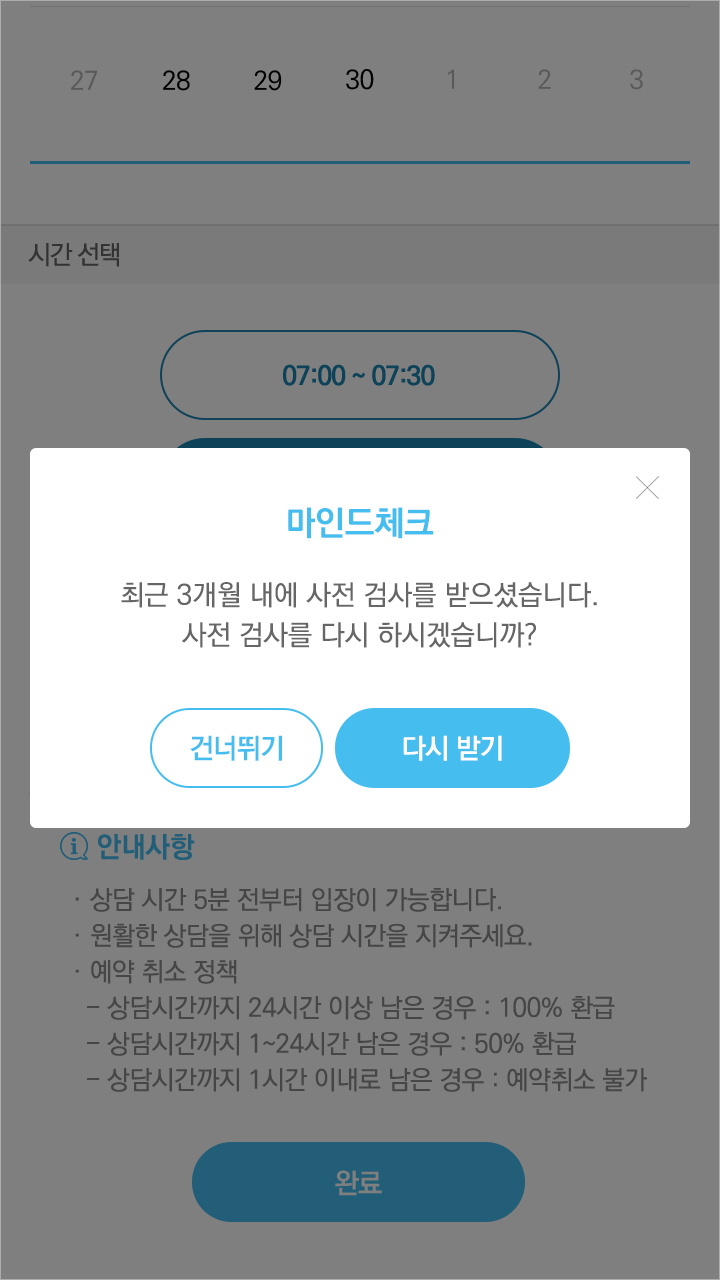 27 28 29 30 1 2 3
시간 선택
07:00 ~ 07:30
마인드체크
최근 3개월 내에 사전 검사를 받으셨습니다.
사전 검사를 다시 하시겠습니까?
건너뛰기 다시 받기
안내사항
· 상담 시간 5분 전부터 입장이 가능합니다.
· 원활한 상담을 위해 상담 시간을 지켜주세요.
· 예약 취소 정책
– 상담시간까지 24시간 이상 남은 경우 : 100% 환급
– 상담시간까지 1~24시간 남은 경우 : 50% 환급
– 상담시간까지 1시간 이내로 남은 경우 : 예약취소 불가
완료